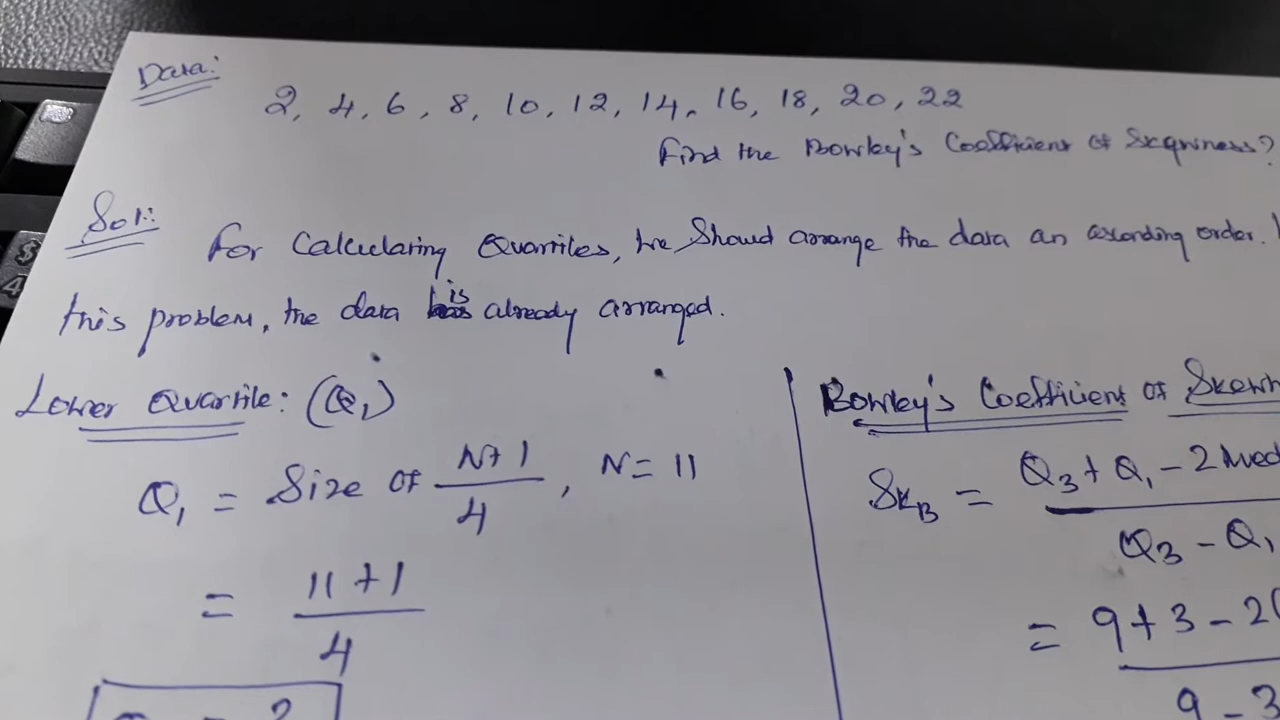 Data:
2, 4, 6, 8, 10, 12, 14, 16, 18, 20, 22
Find the Bowley's Coefficient of Skewness?
Sol:
For Calculating Quartiles, we Should arrange the data an ascending order.
this problem, the data is already arranged.
Lower Quartile: (Q₁)
Q₁ = Size of (N+1)/4, N = 11
= (11+1)/4
Bowley's Coefficient of Skewn
Sk_B = Q₃ + Q₁ - 2 Med
Q₃ - Q₁
= 9 + 3 - 2(
9 - 3